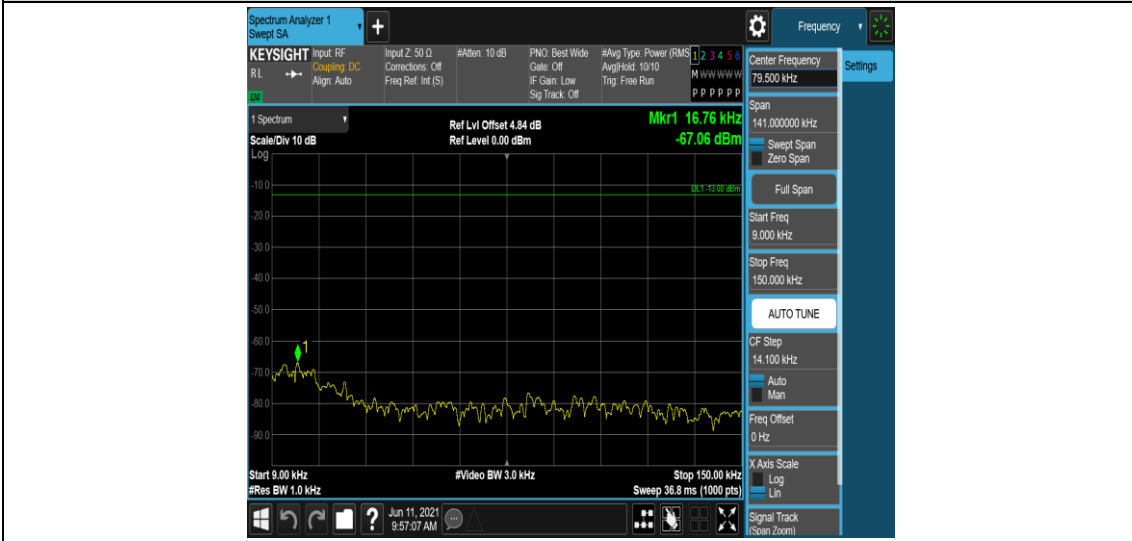 Spectrum Analyzer 1
Swept SA
Frequency
KEYSIGHT
RL
Input: RF
Coupling: DC
Align: Auto
Input Z: 50 Ω
Corrections: Off
Freq Ref: Int (S)
#Atten: 10 dB
PNO: Best Wide
Gate: Off
IF Gain: Low
Sig Track: Off
#Avg Type: Power (RMS
Avg|Hold: 10/10
Trig: Free Run
1 2 3 4 5 6
M W W W W W
P P P P P P
1 Spectrum
Scale/Div 10 dB
Log
Ref Lvl Offset 4.84 dB
Ref Level 0.00 dBm
Mkr1 16.76 kHz
-67.06 dBm
DL1 -13.00 dBm
-10.0
-20.0
-30.0
-40.0
-50.0
-60.0
-70.0
-80.0
-90.0
1
Start 9.00 kHz
#Res BW 1.0 kHz
#Video BW 3.0 kHz
Stop 150.00 kHz
Sweep 36.8 ms (1000 pts)
Jun 11, 2021
9:57:07 AM
Center Frequency
79.500 kHz
Settings
Span
141.000000 kHz
Swept Span
Zero Span
Full Span
Start Freq
9.000 kHz
Stop Freq
150.000 kHz
AUTO TUNE
CF Step
14.100 kHz
Auto
Man
Freq Offset
0 Hz
X Axis Scale
Log
Lin
Signal Track
(Span Zoom)